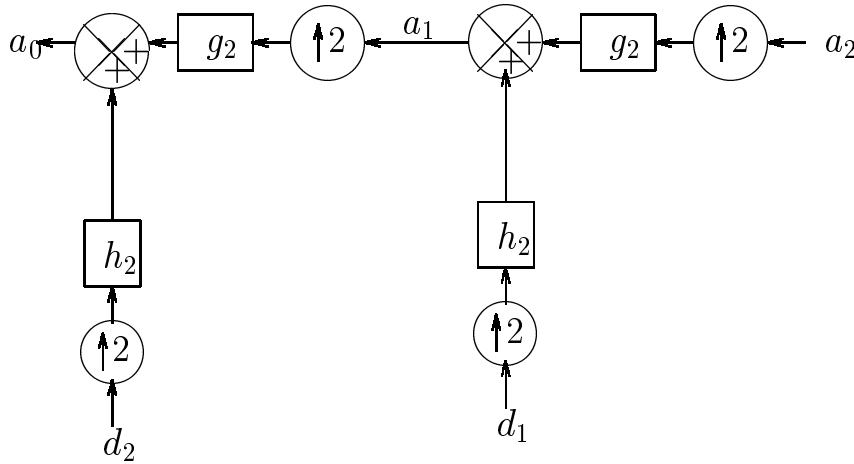 a₀ + + g₂ ↑2 a₁ + + g₂ ↑2 a₂
h₂ h₂
↑2 ↑2
d₂ d₁